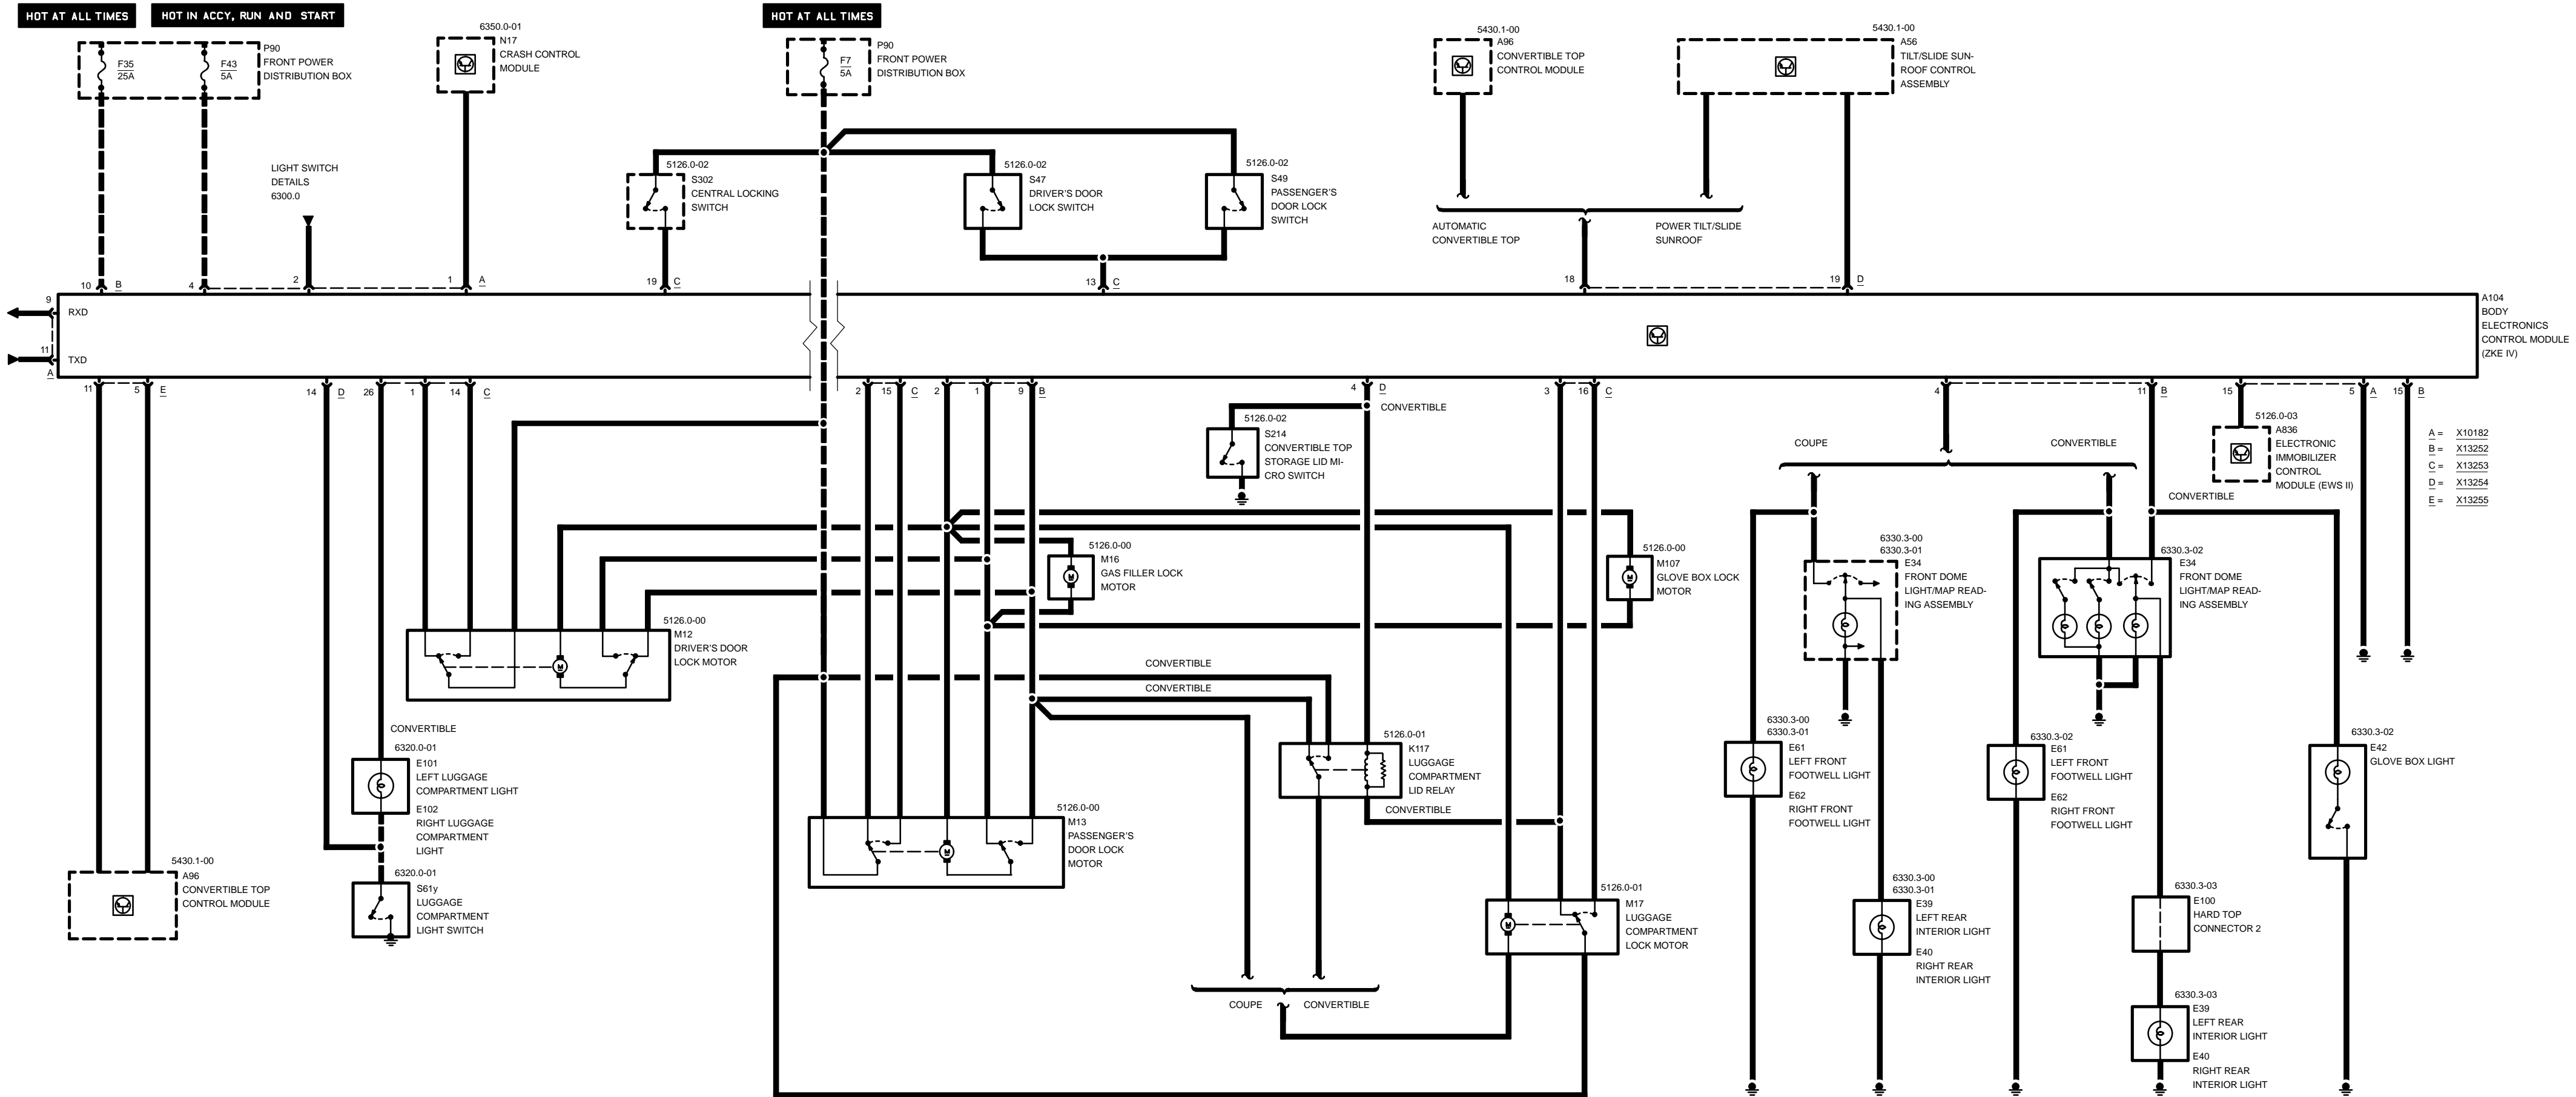 HOT AT ALL TIMES
HOT IN ACCY, RUN AND START
HOT AT ALL TIMES
F35
25A
F43
5A
P90
FRONT POWER
DISTRIBUTION BOX
6350.0-01
N17
CRASH CONTROL
MODULE
F7
5A
P90
FRONT POWER
DISTRIBUTION BOX
5430.1-00
A96
CONVERTIBLE TOP
CONTROL MODULE
5430.1-00
A56
TILT/SLIDE SUN-
ROOF CONTROL
ASSEMBLY
LIGHT SWITCH
DETAILS
6300.0
5126.0-02
S302
CENTRAL LOCKING
SWITCH
5126.0-02
S47
DRIVER'S DOOR
LOCK SWITCH
5126.0-02
S49
PASSENGER'S
DOOR LOCK
SWITCH
AUTOMATIC
CONVERTIBLE TOP
POWER TILT/SLIDE
SUNROOF
10 B 4 2 1 A 19 C 13 C 18 19 D
9
RXD
11
TXD
A
A104
BODY
ELECTRONICS
CONTROL MODULE
(ZKE IV)
11 5 E 14 D 26 1 14 C 2 15 C 2 1 9 B 4 D 3 16 C 4 11 B 15 5 A 15 B
CONVERTIBLE
5126.0-02
S214
CONVERTIBLE TOP
STORAGE LID MI-
CRO SWITCH
COUPE
CONVERTIBLE
5126.0-03
A836
ELECTRONIC
IMMOBILIZER
CONTROL
MODULE (EWS II)
CONVERTIBLE
A = X10182
B = X13252
C = X13253
D = X13254
E = X13255
5126.0-00
M16
GAS FILLER LOCK
MOTOR
5126.0-00
M107
GLOVE BOX LOCK
MOTOR
6330.3-00
6330.3-01
E34
FRONT DOME
LIGHT/MAP READ-
ING ASSEMBLY
6330.3-02
E34
FRONT DOME
LIGHT/MAP READ-
ING ASSEMBLY
5126.0-00
M12
DRIVER'S DOOR
LOCK MOTOR
CONVERTIBLE
CONVERTIBLE
CONVERTIBLE
6320.0-01
E101
LEFT LUGGAGE
COMPARTMENT LIGHT
E102
RIGHT LUGGAGE
COMPARTMENT
LIGHT
5126.0-01
K117
LUGGAGE
COMPARTMENT
LID RELAY
CONVERTIBLE
6330.3-00
6330.3-01
E61
LEFT FRONT
FOOTWELL LIGHT
E62
RIGHT FRONT
FOOTWELL LIGHT
6330.3-02
E61
LEFT FRONT
FOOTWELL LIGHT
E62
RIGHT FRONT
FOOTWELL LIGHT
6330.3-02
E42
GLOVE BOX LIGHT
5126.0-00
M13
PASSENGER'S
DOOR LOCK
MOTOR
5430.1-00
A96
CONVERTIBLE TOP
CONTROL MODULE
6320.0-01
S61y
LUGGAGE
COMPARTMENT
LIGHT SWITCH
5126.0-01
M17
LUGGAGE
COMPARTMENT
LOCK MOTOR
6330.3-00
6330.3-01
E39
LEFT REAR
INTERIOR LIGHT
E40
RIGHT REAR
INTERIOR LIGHT
6330.3-03
E100
HARD TOP
CONNECTOR 2
COUPE
CONVERTIBLE
6330.3-03
E39
LEFT REAR
INTERIOR LIGHT
E40
RIGHT REAR
INTERIOR LIGHT
M
M
M
M
M